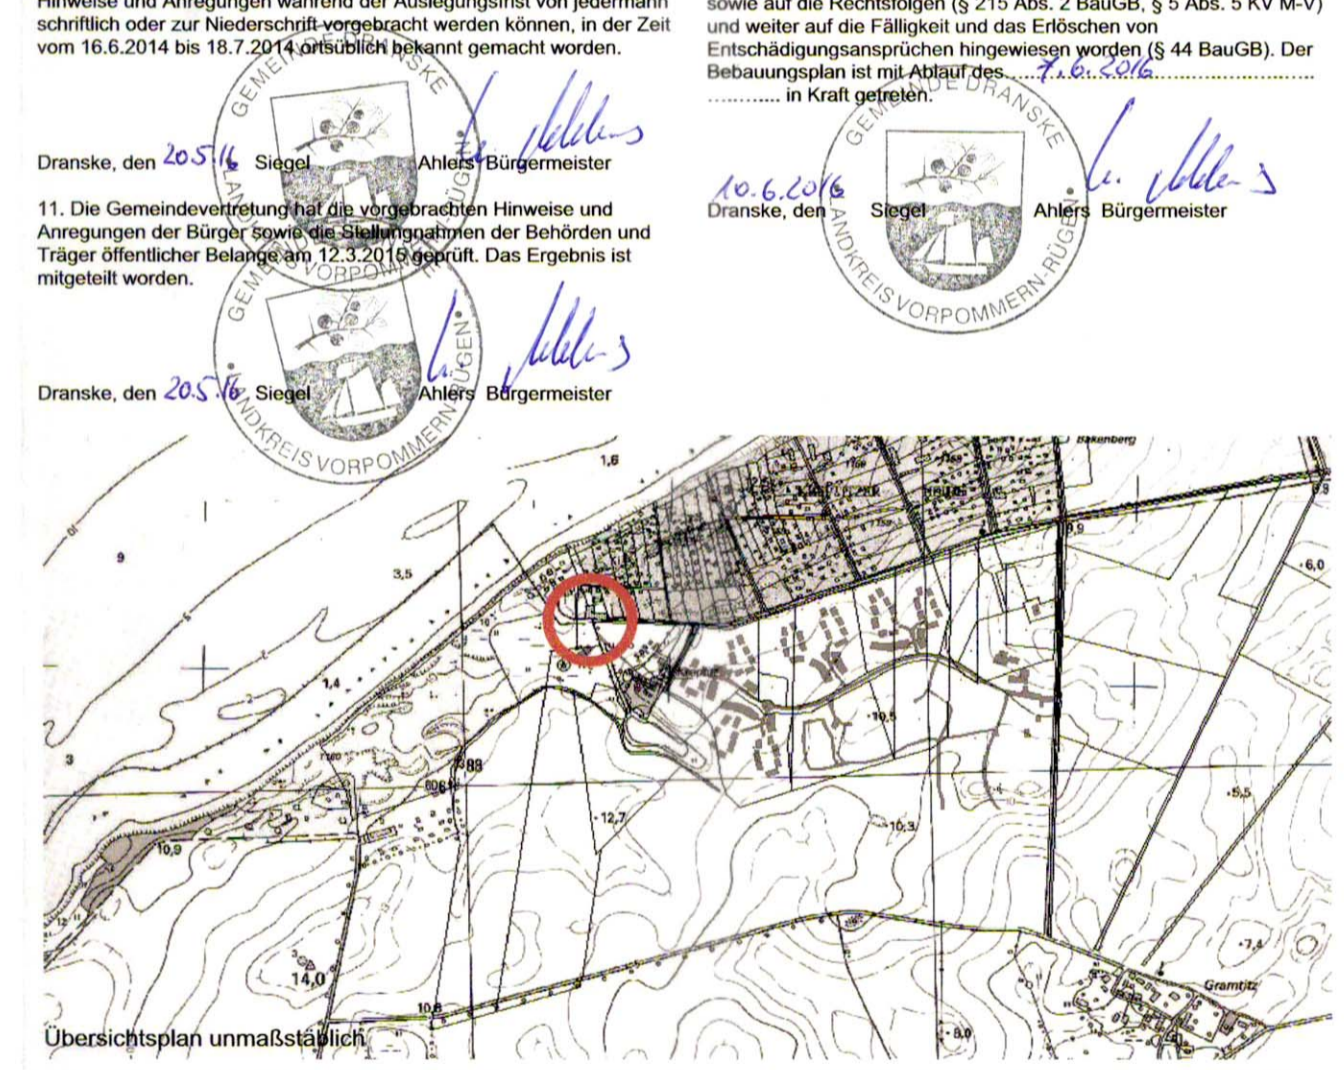 Hinweise und Anregungen während der Auslegungsfrist von jedermann
schriftlich oder zur Niederschrift vorgebracht werden können, in der Zeit
vom 16.6.2014 bis 18.7.2014 ortsüblich bekannt gemacht worden.
GEMEINDE DRANSKE
Dranske, den 20.5.16 Siegel Ahlers Bürgermeister
11. Die Gemeindevertretung hat die vorgebrachten Hinweise und
Anregungen der Bürger sowie die Stellungnahmen der Behörden und
Träger öffentlicher Belange am 12.3.2015 geprüft. Das Ergebnis ist
mitgeteilt worden.
Dranske, den 20.5.16 Siegel Ahlers Bürgermeister
LANDKREIS VORPOMMERN-RÜGEN
sowie auf die Rechtsfolgen (§ 215 Abs. 2 BauGB, § 5 Abs. 5 KV M-V)
und weiter auf die Fälligkeit und das Erlöschen von
Entschädigungsansprüchen hingewiesen worden (§ 44 BauGB). Der
Bebauungsplan ist mit Ablauf des.....7.6.2016..............................
............ in Kraft getreten.
GEMEINDE DRANSKE
10.6.2016
Dranske, den Siegel Ahlers Bürgermeister
LANDKREIS VORPOMMERN-RÜGEN
Bakenberg
1,6
9
3,5
6,0
1,4
3
10,5
88
5,5
12,7
10,3
10,9
7,4
14,0
Gramtitz
10,8
8,0
Übersichtsplan unmaßstäblich